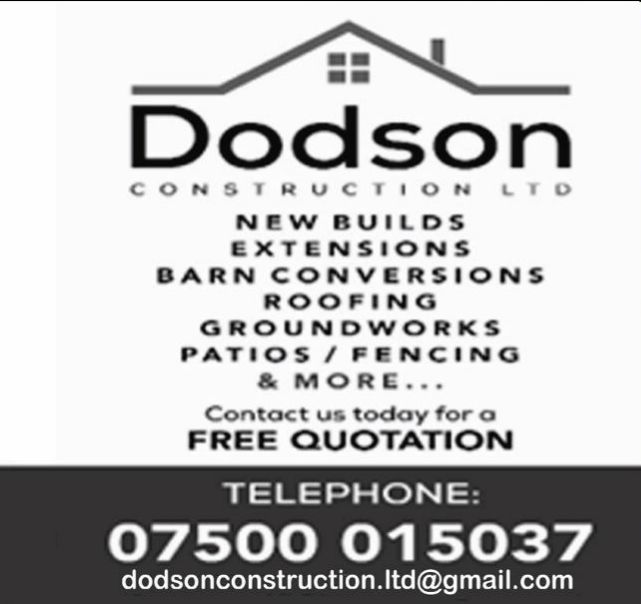 Dodson
CONSTRUCTION LTD
NEW BUILDS
EXTENSIONS
BARN CONVERSIONS
ROOFING
GROUNDWORKS
PATIOS / FENCING
& MORE...
Contact us today for a
FREE QUOTATION
TELEPHONE:
07500 015037
dodsonconstruction.ltd@gmail.com